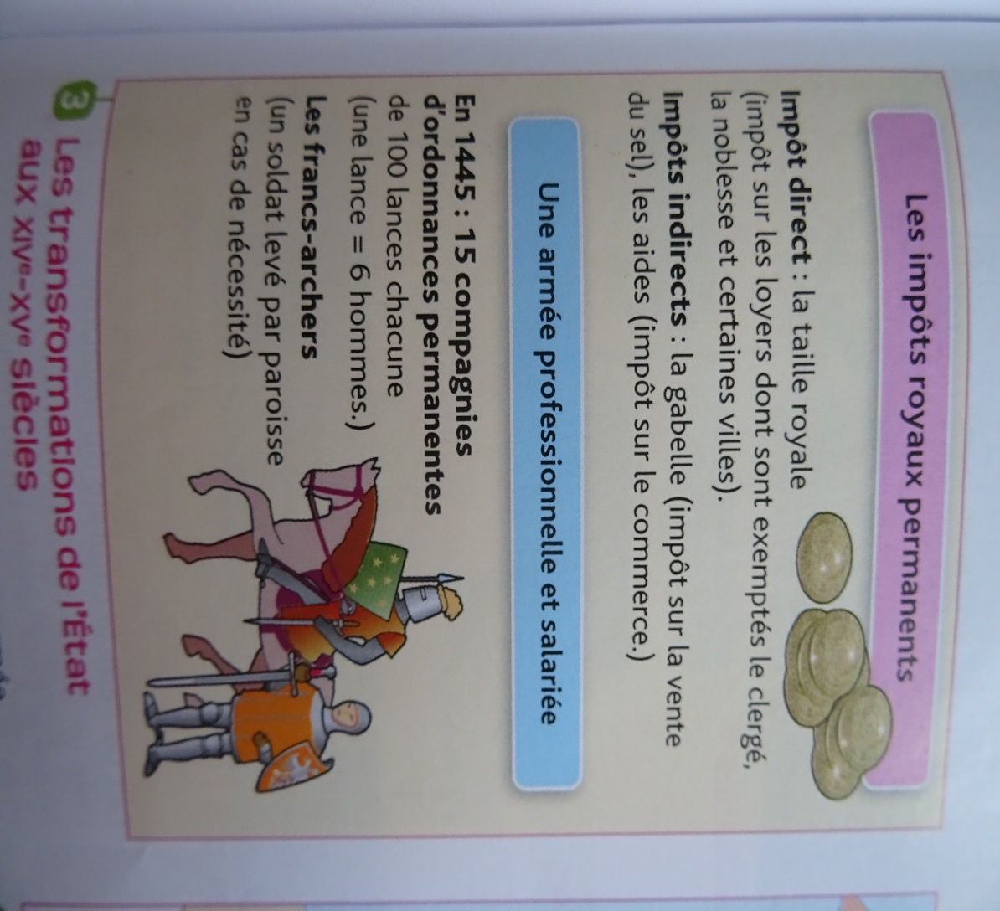 Les impôts royaux permanents
Impôt direct : la taille royale
(impôt sur les loyers dont sont exemptés le clergé,
la noblesse et certaines villes).
Impôts indirects : la gabelle (impôt sur la vente
du sel), les aides (impôt sur le commerce.)
Une armée professionnelle et salariée
En 1445 : 15 compagnies
d'ordonnances permanentes
de 100 lances chacune
(une lance = 6 hommes.)
Les francs-archers
(un soldat levé par paroisse
en cas de nécessité)
3 Les transformations de l'État
aux XIVe-XVe siècles